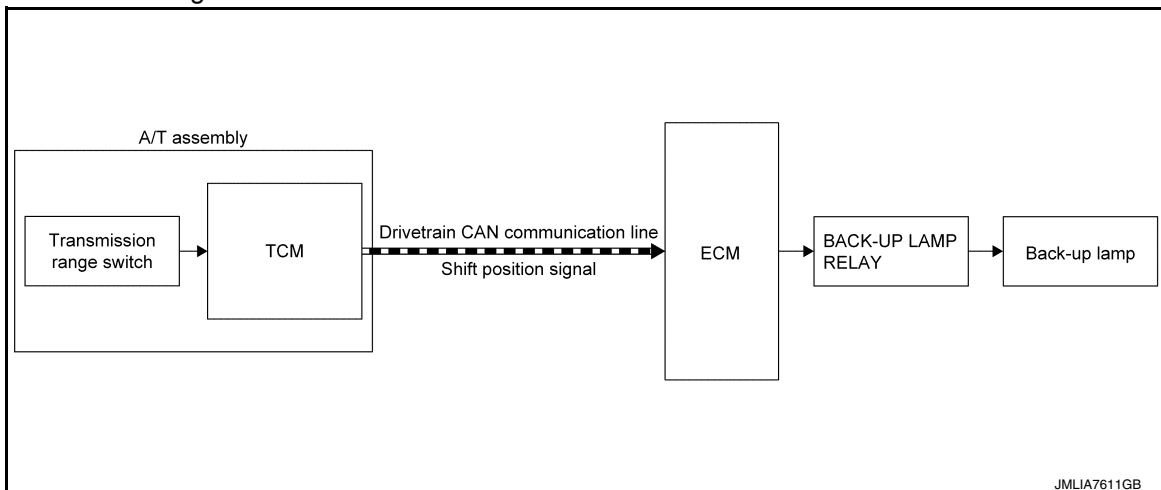 A/T assembly
Transmission
range switch
TCM
Drivetrain CAN communication line
Shift position signal
ECM
BACK-UP LAMP
RELAY
Back-up lamp
JMLIA7611GB